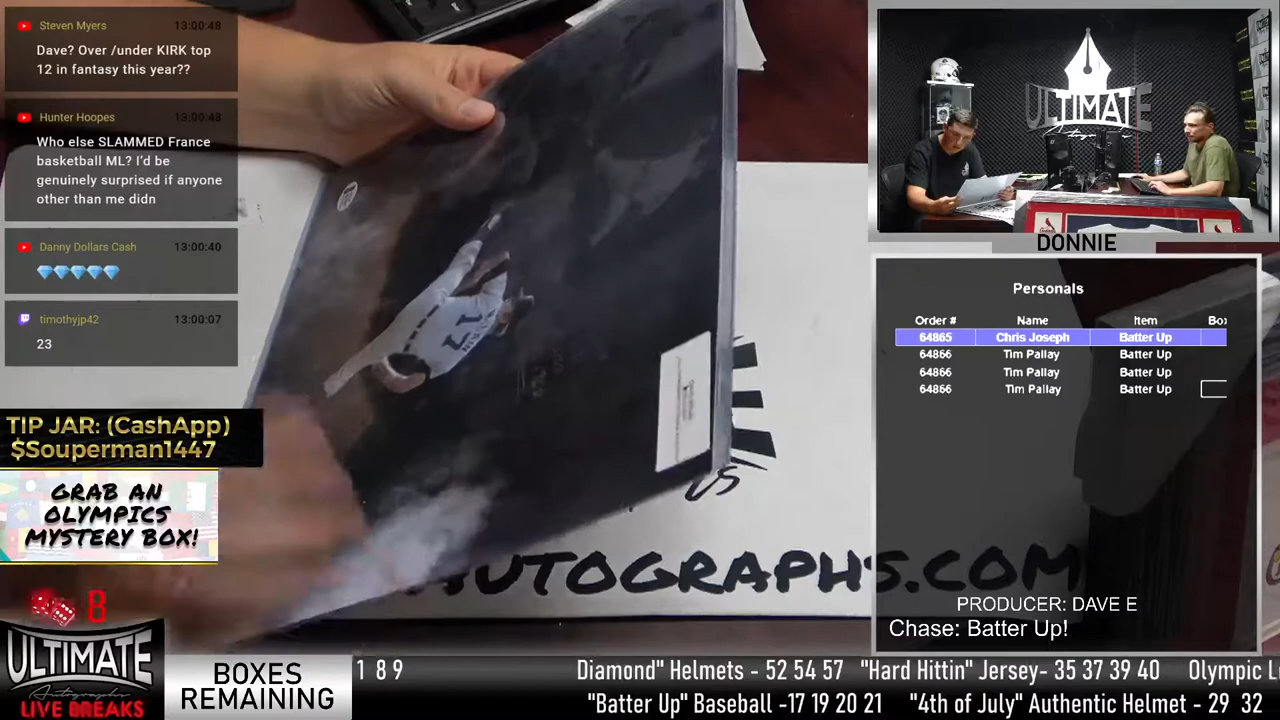 Steven Myers 13:00:48
Dave? Over /under KIRK top
12 in fantasy this year??
Hunter Hoopes 13:00:48
Who else SLAMMED France
basketball ML? I'd be
genuinely surprised if anyone
other than me didn
Danny Dollars Cash 13:00:40
💎💎💎💎💎
timothyjp42 13:00:07
23
TIP JAR: (CashApp)
$Souperman1447
GRAB AN
OLYMPICS
MYSTERY BOX!
8
ULTIMATE
Autographs
LIVE BREAKS
BOXES
REMAINING
1 8 9
Diamond" Helmets - 52 54 57 "Hard Hittin" Jersey- 35 37 39 40 Olympic L
"Batter Up" Baseball -17 19 20 21 "4th of July" Authentic Helmet - 29 32
17
US
AUTOGRAPHS.COM
ULTIMATE
Autographs
DONNIE
Personals
Order # Name Item Box
64865 Chris Joseph Batter Up
64866 Tim Pallay Batter Up
64866 Tim Pallay Batter Up
64866 Tim Pallay Batter Up
PRODUCER: DAVE E
Chase: Batter Up!